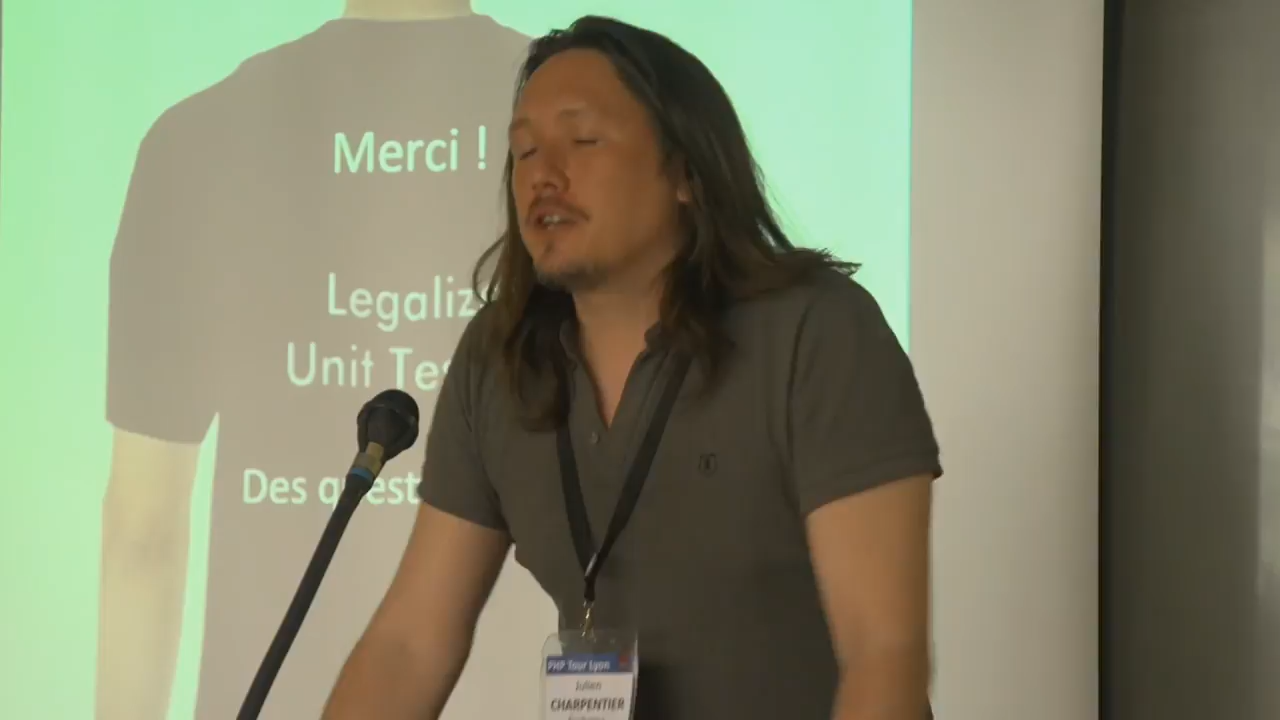 Merci !
Legaliz
Unit Tes
Des quest
PHP Tour Lyon
Julien
CHARPENTIER